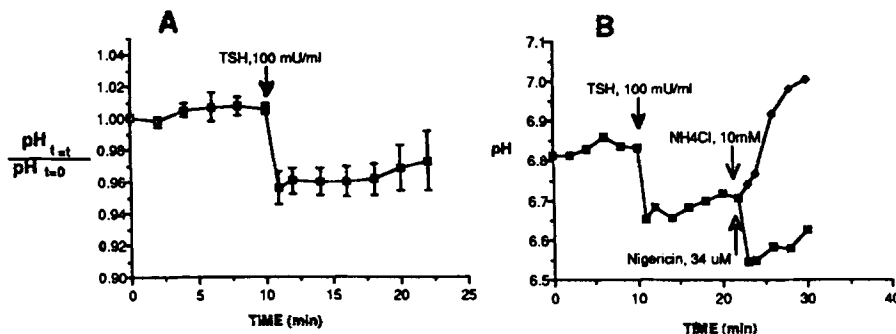 A
1.04
1.02
1.00
0.98
0.96
0.94
0.92
0.90
pH t=t
pH t=0
TSH,100 mU/ml
0
5
10
15
20
25
TIME (min)
B
7.1
7.0
6.9
6.8
6.7
6.6
6.5
pH
TSH, 100 mU/ml
NH4Cl, 10mM
Nigericin, 34 uM
0
10
20
30
40
TIME (min)